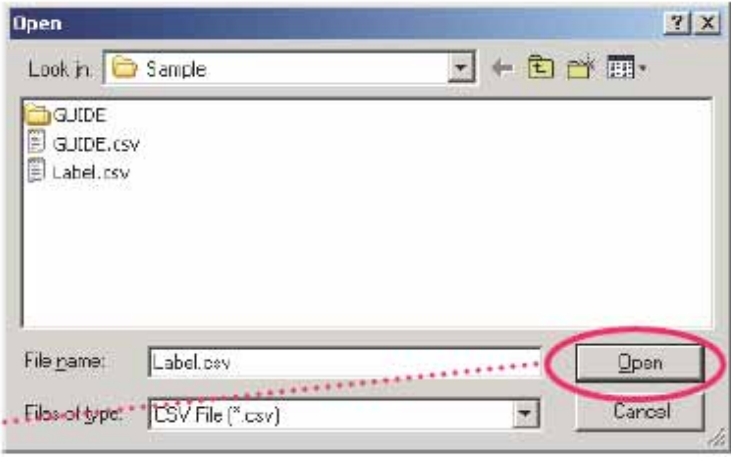 Open
Look in: Sample
GUIDE
GUIDE.csv
Label.csv
File name: Label.csv Open
Files of type: CSV File (*.csv) Cancel